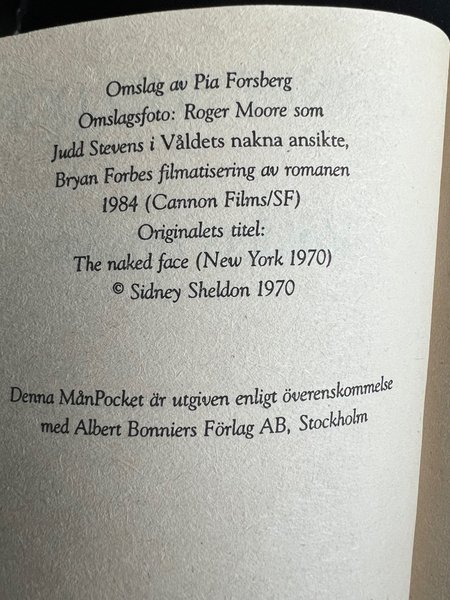 Omslag av Pia Forsberg
Omslagsfoto: Roger Moore som
Judd Stevens i Våldets nakna ansikte,
Bryan Forbes filmatisering av romanen
1984 (Cannon Films/SF)
Originalets titel:
The naked face (New York 1970)
© Sidney Sheldon 1970
Denna MånPocket är utgiven enligt överenskommelse
med Albert Bonniers Förlag AB, Stockholm